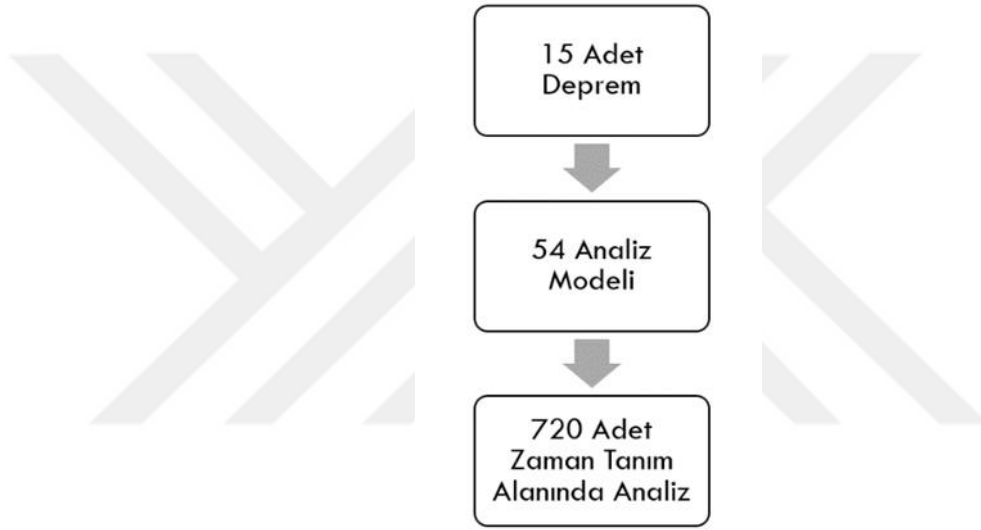 15 Adet
Deprem
54 Analiz
Modeli
720 Adet
Zaman Tanım
Alanında Analiz